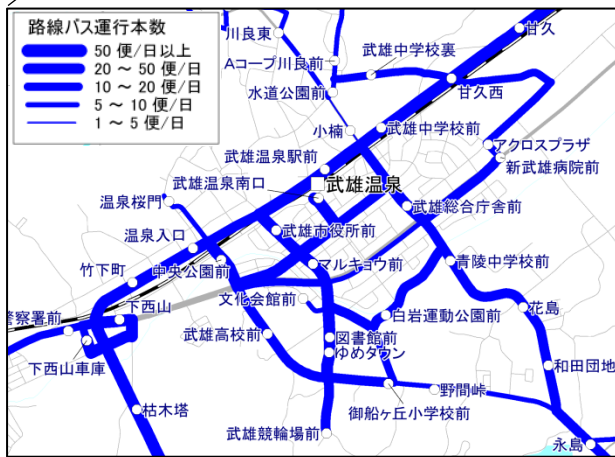 路線バス運行本数
50 便/日以上
20 ～ 50 便/日
10 ～ 20 便/日
5 ～ 10 便/日
1 ～ 5 便/日
川良東
甘久
Aコープ川良前
武雄中学校裏
水道公園前
甘久西
小楠
武雄中学校前
アクロスプラザ
武雄温泉駅前
新武雄病院前
武雄温泉南口
武雄温泉
温泉桜門
武雄総合庁舎前
武雄市役所前
温泉入口
中央公園前
マルキョウ前
青陵中学校前
竹下町
文化会館前
下西山
警察署前
白岩運動公園前
花島
武雄高校前
図書館前
下西山車庫
ゆめタウン
和田団地
野間峠
枯木塔
御船ヶ丘小学校前
武雄競輪場前
永島